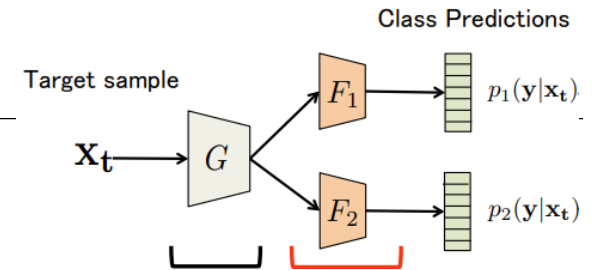 Class Predictions
Target sample
F₁
p₁(y|xₜ)
xₜ
G
F₂
p₂(y|xₜ)